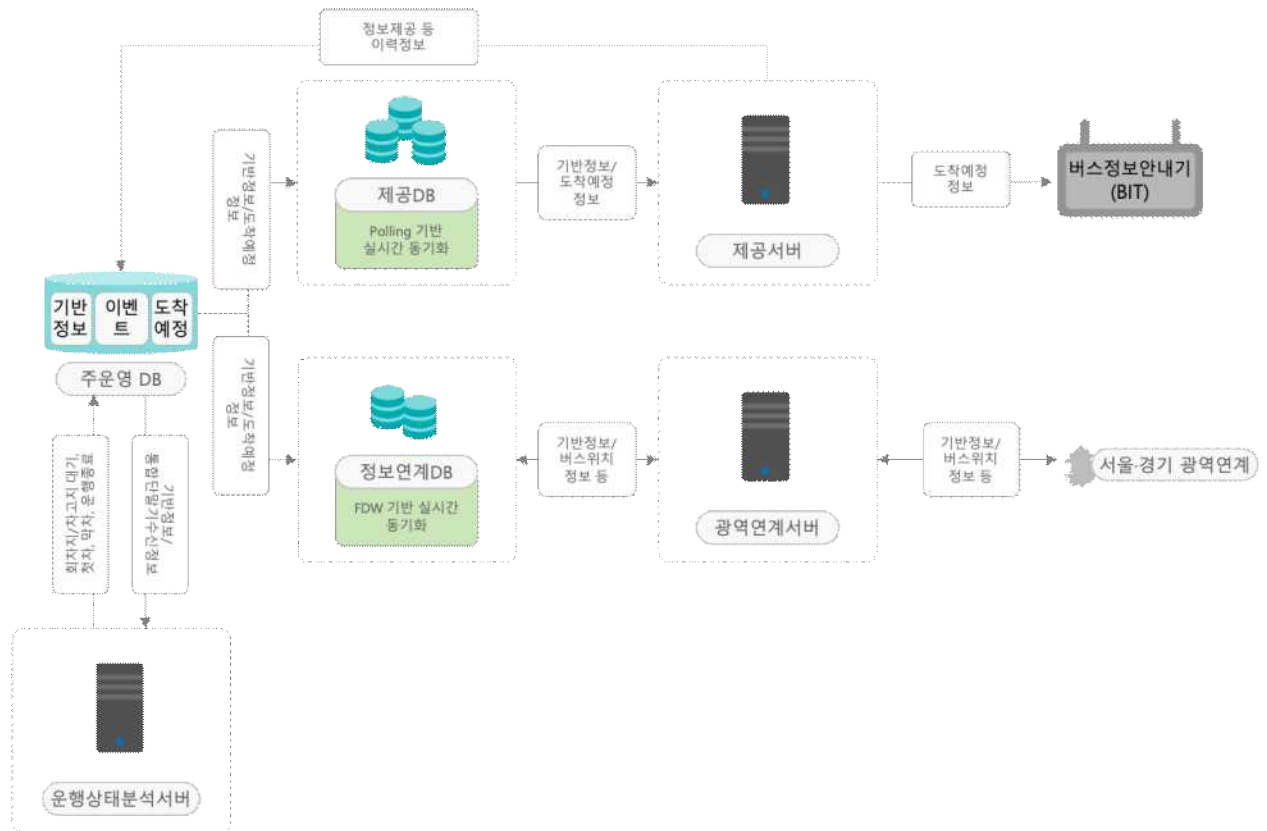 정보제공 등
이력정보
기반정보/도착예정
정보
제공DB
Polling 기반
실시간 동기화
기반정보/
도착예정
정보
제공서버
도착예정
정보
버스정보안내기
(BIT)
기반
정보
이벤
트
도착
예정
주운영 DB
기반정보/도착예정
정보
정보연계DB
FDW 기반 실시간
동기화
기반정보/
버스위치
정보 등
광역연계서버
기반정보/
버스위치
정보 등
서울·경기 광역연계
회차지/차고지 대기,
첫차, 막차, 운행종료
기반정보/
통합단말기수신정보
운행상태분석서버